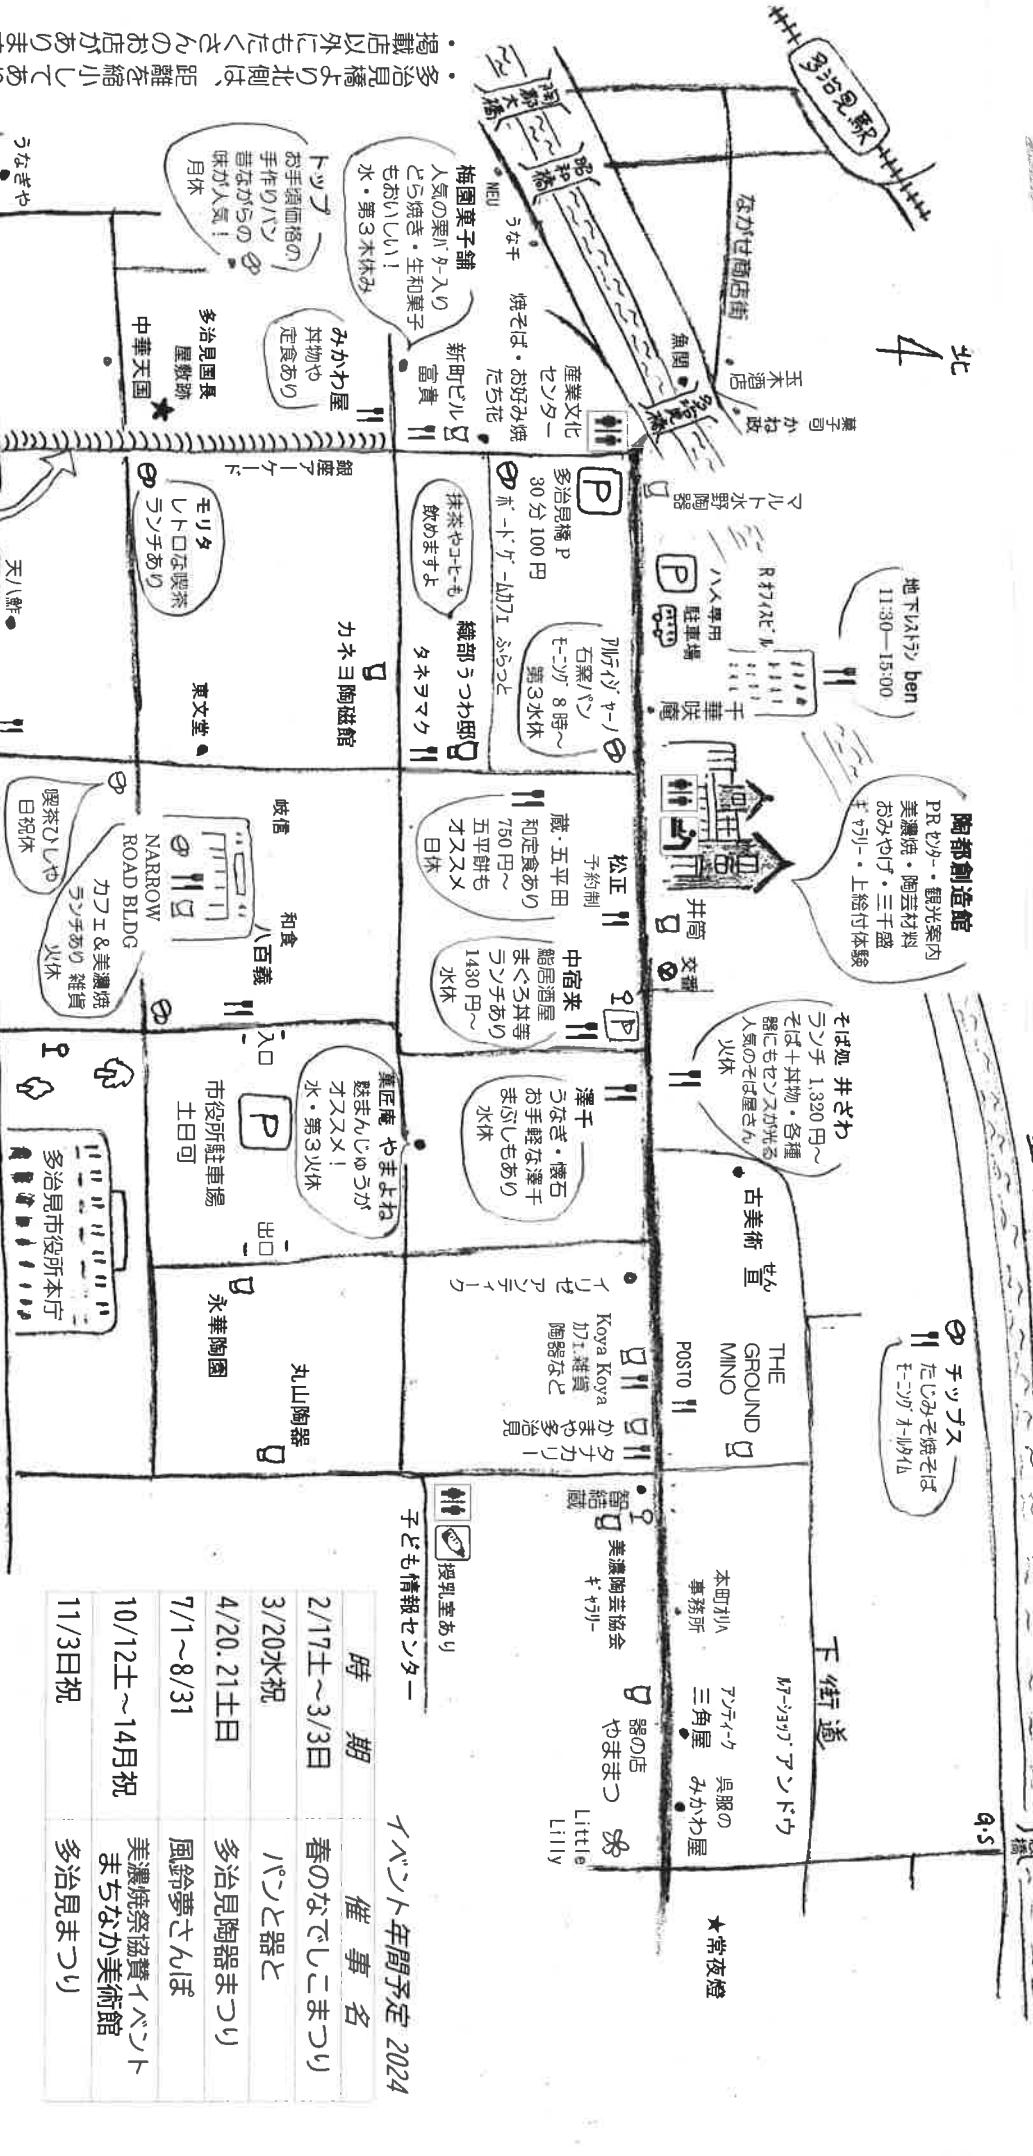 多治見駅
北
ながせ商店街
陶都大橋
昭和橋
多治見橋
玉木酒店
菓子司 かね政
魚関
NEU
うな千
焼そば・お好み焼
たち花
産業文化
センター
新町ビル
富貴
梅園菓子舗
人気の栗バター入り
どら焼き・生和菓子
もおいしい!
水・第3木休み
トップ
お手頃価格の
手作りパン
昔ながらの
味が人気!
月休
うなぎや
みかわ屋
丼物や
定食あり
多治見国長
屋敷跡
中華天国
・掲載店以外にもたくさんのお店がありま
・多治見橋より北側は、距離を縮小してあ
マルト水野陶器
P
多治見橋P
30分100円
ボードゲームカフェ ふらっと
銀座アーケード
モリタ
レトロな喫茶
ランチあり
天八鮓
抹茶やコーヒーも
飲めますよ
織部うつわ邸
タネヲマク
カネヨ陶磁館
東文堂
アルティジャーノ
石窯パン
モーニング 8時~
第3水休
P
ハ人専用
駐車場
Rオフィスビル
地下レストラン ben
11:30―15:00
千華咲庵
陶都創造館
PRセンター・観光案内
美濃焼・陶芸材料
おみやげ・三千盛
ギャラリー・上絵付体験
井筒
交番
松正
予約制
蔵・五平田
和定食あり
750円~
五平餅も
オススメ
日休
中宿来
鮨居酒屋
まぐろ丼等
ランチあり
1430円~
水休
P
岐信
和食
八百義
NARROW
ROAD BLDG
カフェ&美濃焼
ランチあり 雑貨
火休
喫茶ひしや
日祝休
そば処 井ざわ
ランチ 1,320円~
そば+丼物・各種
器にもセンスが光る
人気のそば屋さん
火休
澤千
うなぎ・懐石
お手軽な澤千
まぶしもあり
水休
菓匠庵 やまよね
麩まんじゅうが
オススメ!
水・第3火休
入口
P
出口
市役所駐車場
土日可
多治見市役所本庁
古美術 亘
せん
チップス
たじみそ焼そば
モーニング オールタイム
THE
GROUND
MINO
POSTO
イリゼ アンティーク
Koya Koya
カフェ.雑貨
陶器など
かまや多治見
タナカリー
永華陶園
丸山陶器
智結蔵
美濃陶芸協会
ギャラリー
本町オリベ
事務所
下街道
ルアーショップ アンドウ
アンティーク
三角屋
呉服の
みかわ屋
器の店
やままつ
Little
Lilly
G.S
橋
★常夜燈
授乳室あり
子ども情報センター
イベント年間予定 2024
時期 催事名
2/17土~3/3日 春のなでしこまつり
3/20水祝 パンと器と
4/20.21土日 多治見陶器まつり
7/1~8/31 風鈴夢さんぽ
10/12土~14月祝 美濃焼祭協賛イベント
まちなか美術館
11/3日祝 多治見まつり